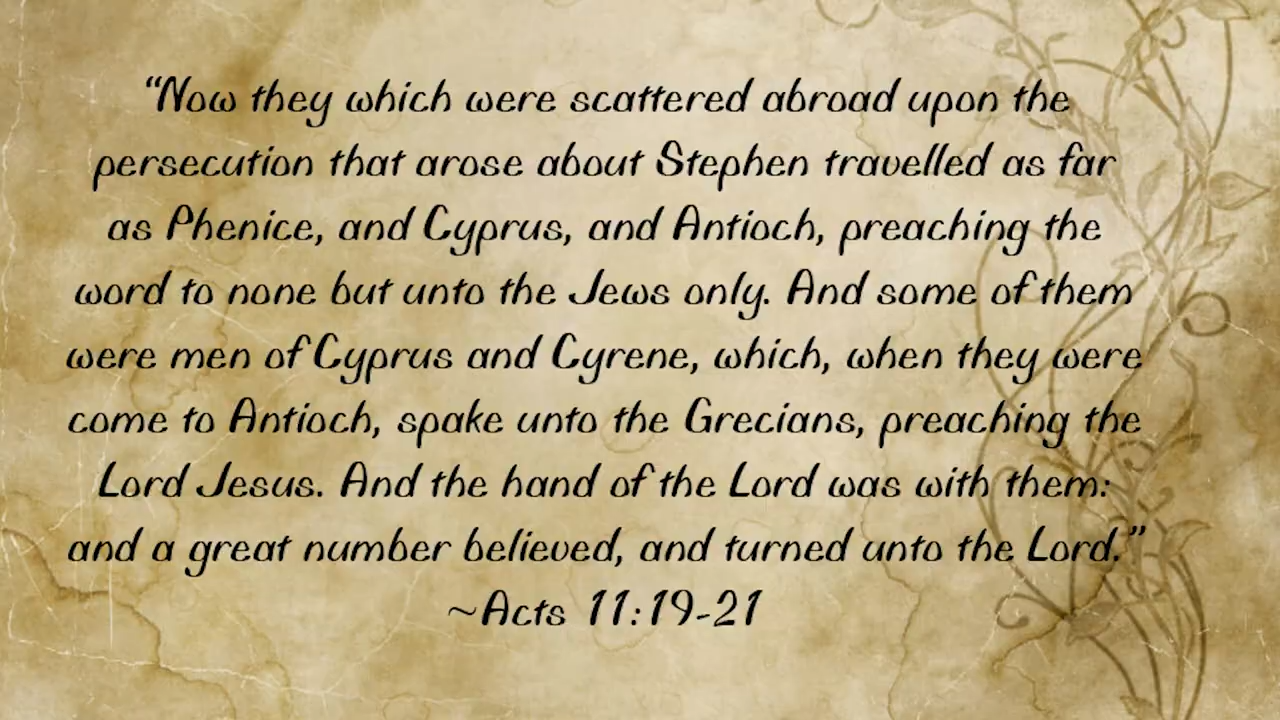 “Now they which were scattered abroad upon the
persecution that arose about Stephen travelled as far
as Phenice, and Cyprus, and Antioch, preaching the
word to none but unto the Jews only. And some of them
were men of Cyprus and Cyrene, which, when they were
come to Antioch, spake unto the Grecians, preaching the
Lord Jesus. And the hand of the Lord was with them:
and a great number believed, and turned unto the Lord.”
~Acts 11:19-21